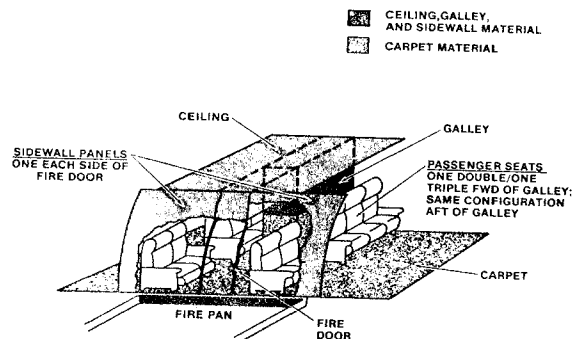 CEILING, GALLEY,
AND SIDEWALL MATERIAL
CARPET MATERIAL
CEILING
GALLEY
SIDEWALL PANELS
ONE EACH SIDE OF
FIRE DOOR
PASSENGER SEATS
ONE DOUBLE/ONE
TRIPLE FWD OF GALLEY;
SAME CONFIGURATION
AFT OF GALLEY
CARPET
FIRE PAN
FIRE
DOOR